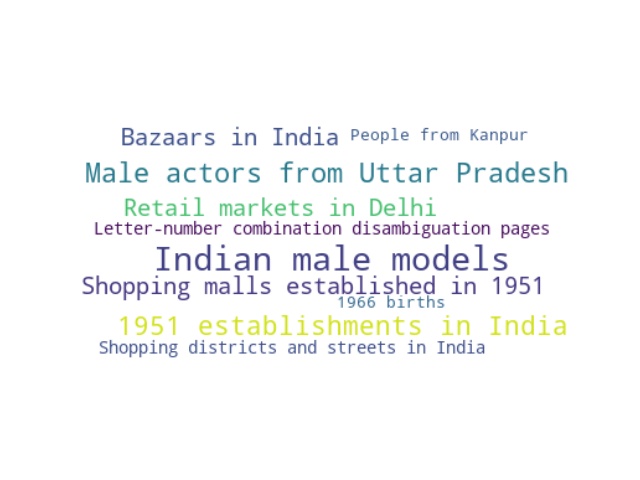 Bazaars in India People from Kanpur
Male actors from Uttar Pradesh
Retail markets in Delhi
Letter-number combination disambiguation pages
Indian male models
Shopping malls established in 1951
1966 births
1951 establishments in India
Shopping districts and streets in India